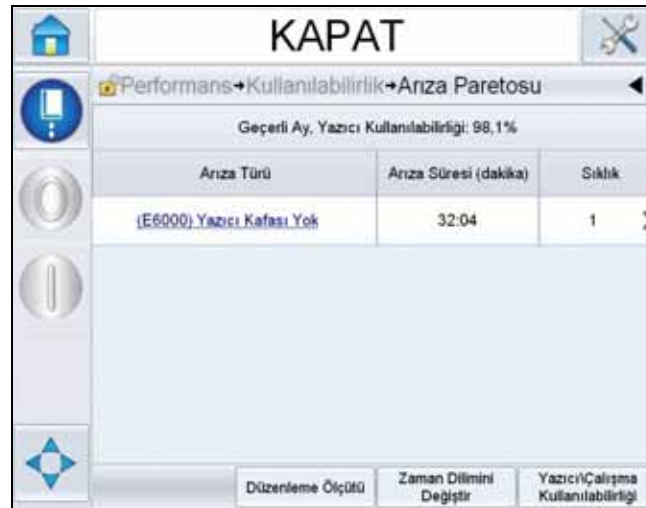 KAPAT
Performans→Kullanılabilirlik→Arıza Paretosu
Geçerli Ay, Yazıcı Kullanılabilirliği: 98,1%
Arıza Türü Arıza Süresi (dakika) Sıklık
(E6000) Yazıcı Kafası Yok 32:04 1
Düzenleme Ölçütü
Zaman Dilimini
Değiştir
Yazıcı\Çalışma
Kullanılabilirliği